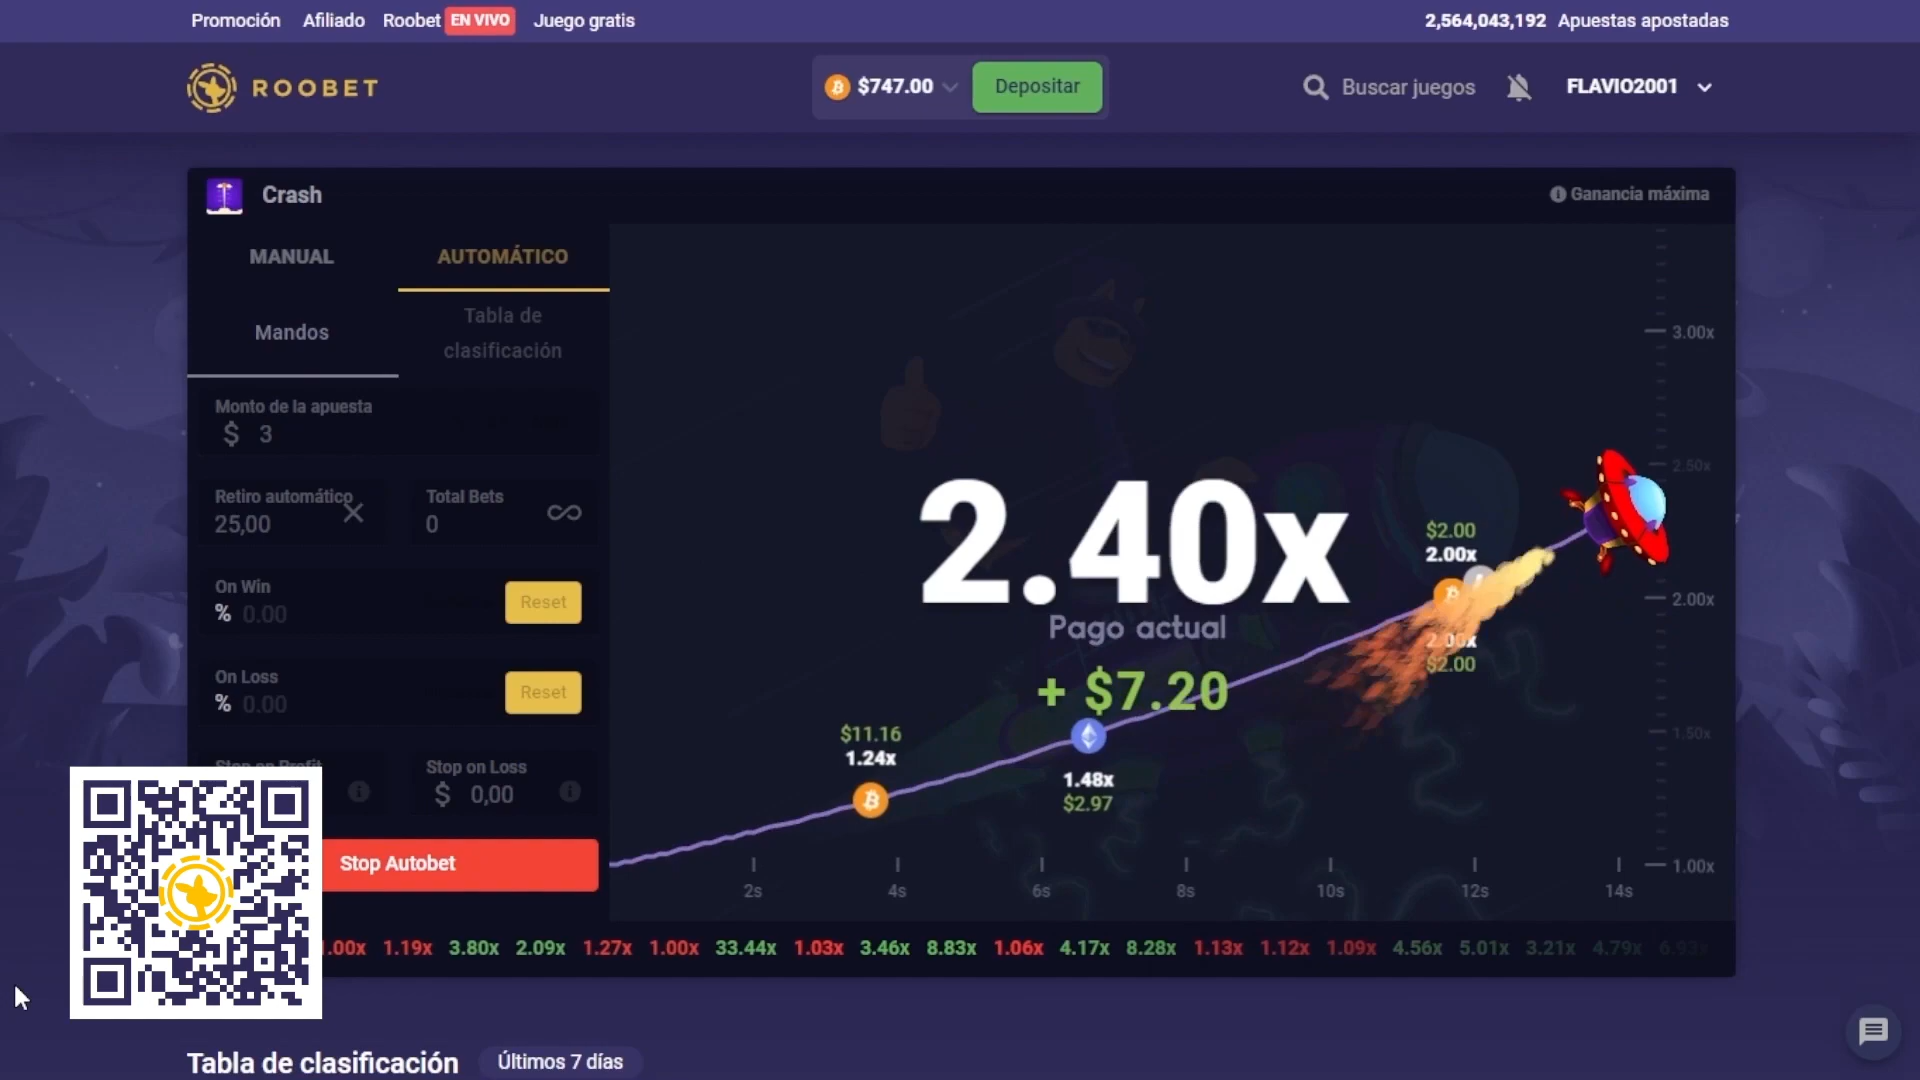 Promoción Afiliado Roobet EN VIVO Juego gratis
2,564,043,192 Apuestas apostadas
ROOBET
$747.00
Depositar
Buscar juegos
FLAVIO2001
Crash
Ganancia máxima
MANUAL
AUTOMÁTICO
Mandos
Tabla de
clasificación
Monto de la apuesta
$ 3
Retiro automático
25,00
Total Bets
0
On Win
% 0.00
Reset
On Loss
% 0.00
Reset
Stop on Profit
Stop on Loss
$ 0,00
Stop Autobet
2.40x
Pago actual
+ $7.20
$11.16
1.24x
1.48x
$2.97
$2.00
2.00x
2.00x
$2.00
3.00x
2.50x
2.00x
1.50x
1.00x
2s 4s 6s 8s 10s 12s 14s
1.00x 1.19x 3.80x 2.09x 1.27x 1.00x 33.44x 1.03x 3.46x 8.83x 1.06x 4.17x 8.28x 1.13x 1.12x 1.09x 4.56x 5.01x 3.21x 4.79x
Tabla de clasificación
Últimos 7 días